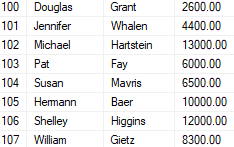 100 Douglas Grant 2600.00
101 Jennifer Whalen 4400.00
102 Michael Hartstein 13000.00
103 Pat Fay 6000.00
104 Susan Mavris 6500.00
105 Hermann Baer 10000.00
106 Shelley Higgins 12000.00
107 William Gietz 8300.00